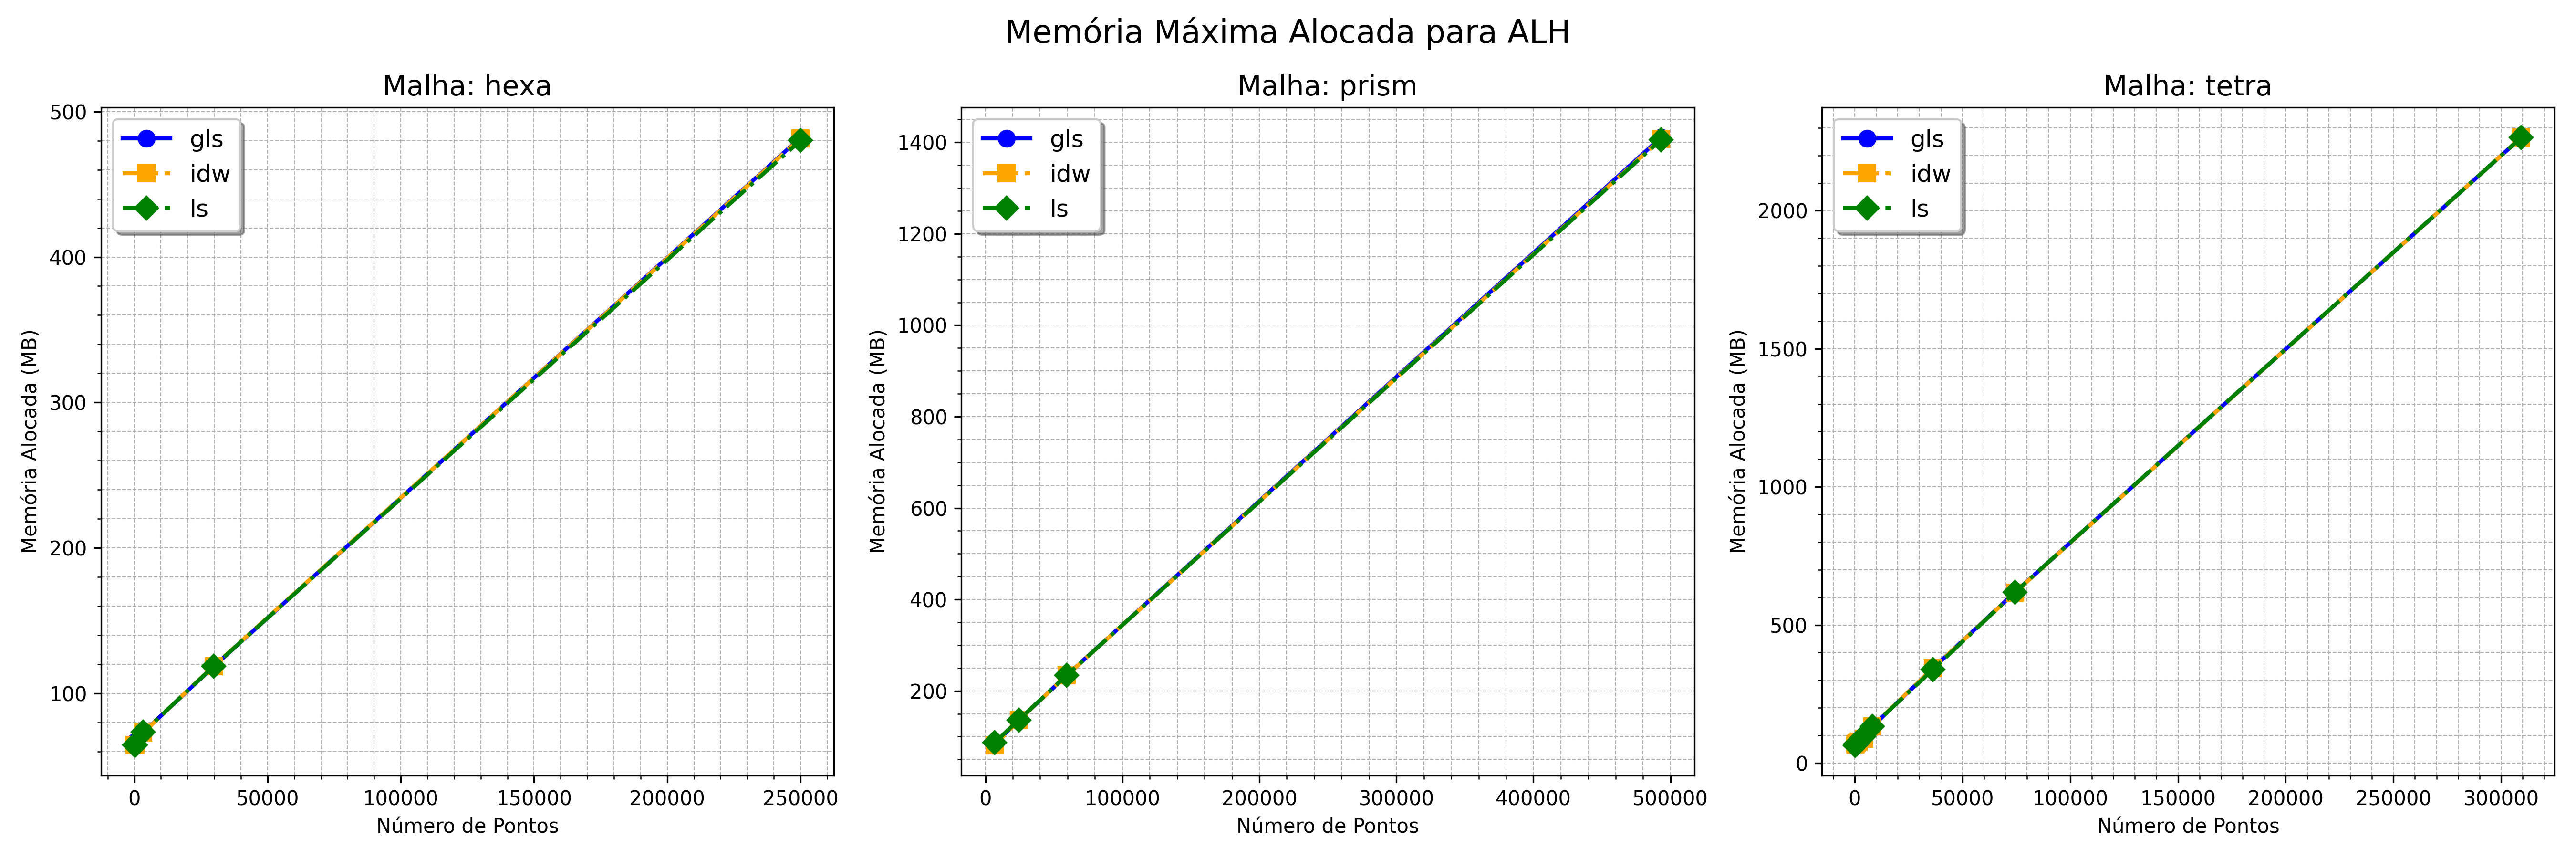 Memória Máxima Alocada para ALH
Malha: hexa
500
400
300
200
100
Memória Alocada (MB)
gls
idw
ls
0 50000 100000 150000 200000 250000
Número de Pontos
Malha: prism
1400
1200
1000
800
600
400
200
Memória Alocada (MB)
gls
idw
ls
0 100000 200000 300000 400000 500000
Número de Pontos
Malha: tetra
2000
1500
1000
500
0
Memória Alocada (MB)
gls
idw
ls
0 50000 100000 150000 200000 250000 300000
Número de Pontos